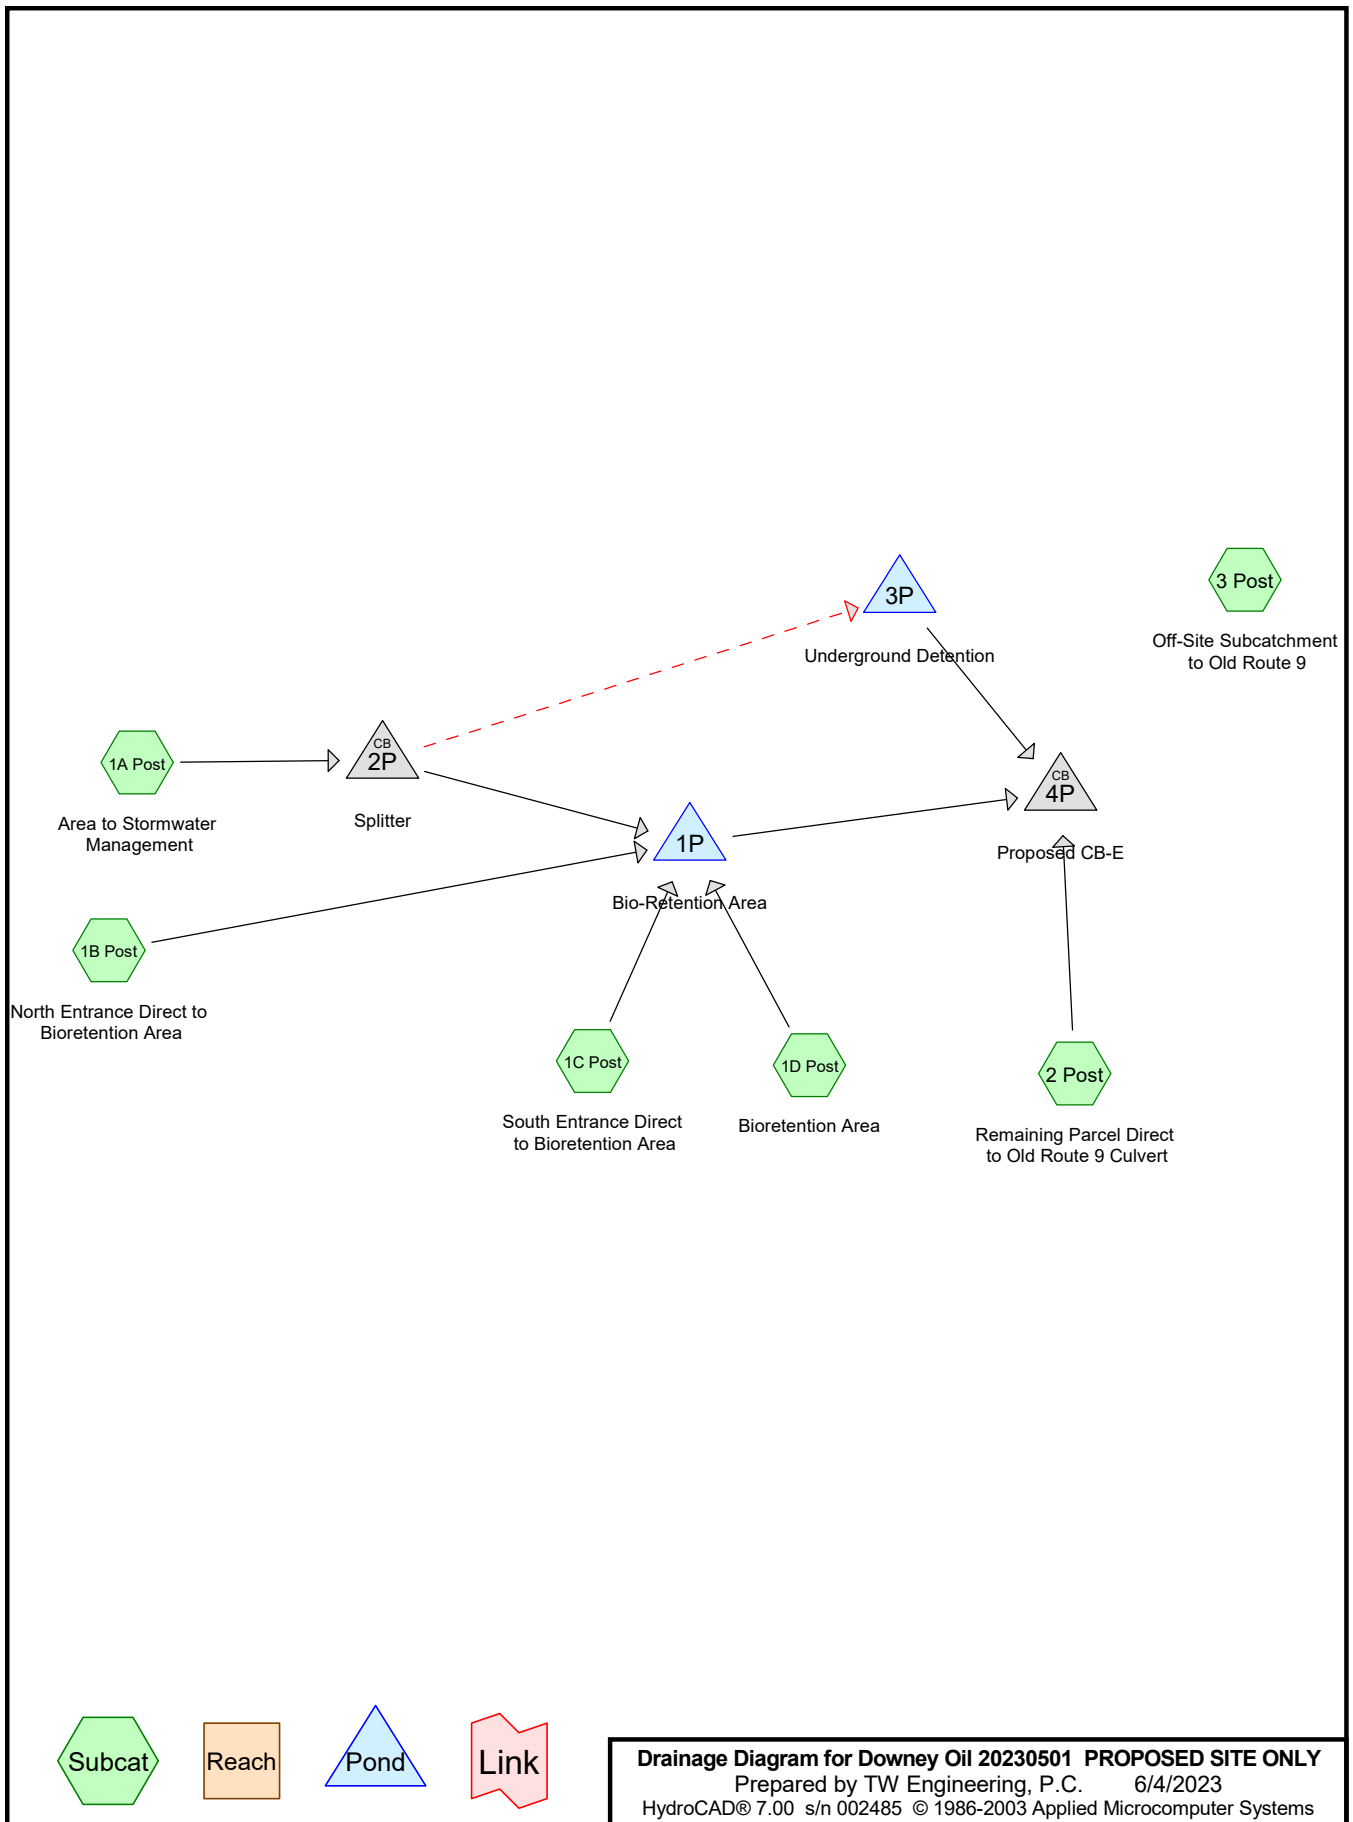 3 Post
Off-Site Subcatchment
to Old Route 9
3P
Underground Detention
1A Post
Area to Stormwater
Management
CB
2P
Splitter
CB
4P
Proposed CB-E
1P
Bio-Retention Area
1B Post
North Entrance Direct to
Bioretention Area
1C Post
South Entrance Direct
to Bioretention Area
1D Post
Bioretention Area
2 Post
Remaining Parcel Direct
to Old Route 9 Culvert
Subcat
Reach
Pond
Link
Drainage Diagram for Downey Oil 20230501 PROPOSED SITE ONLY
Prepared by TW Engineering, P.C. 6/4/2023
HydroCAD® 7.00 s/n 002485 © 1986-2003 Applied Microcomputer Systems